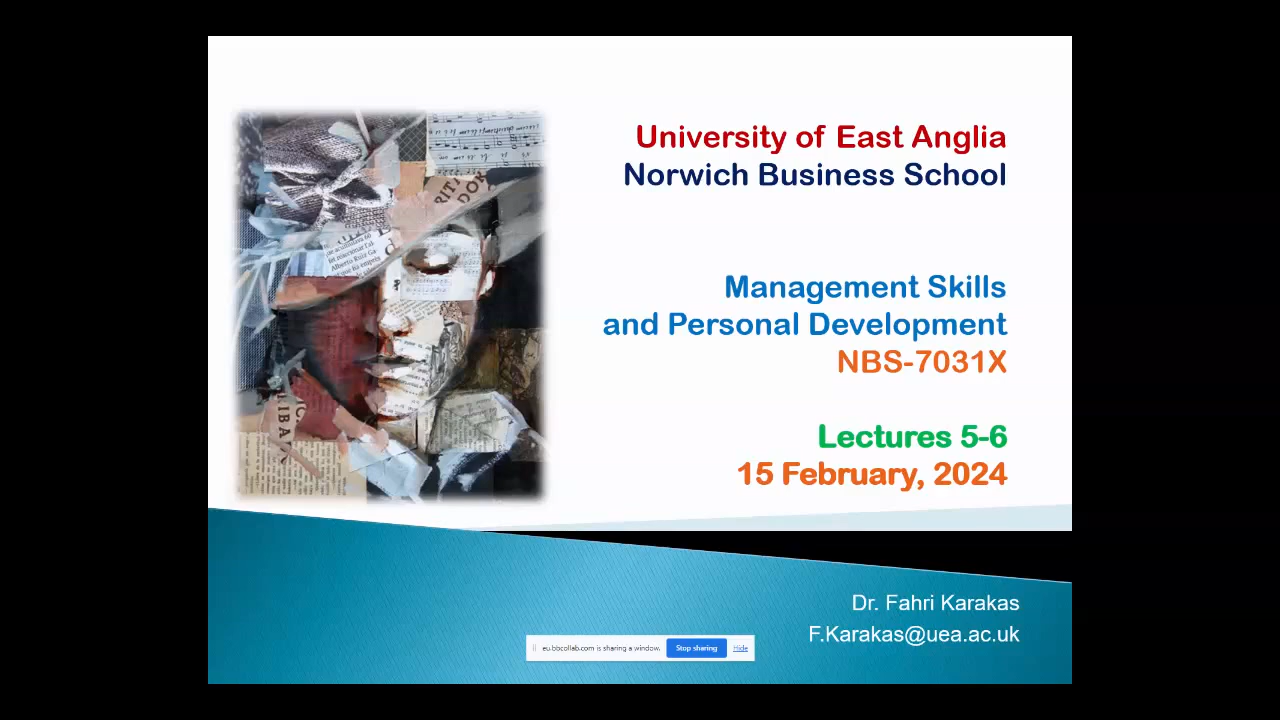 University of East Anglia
Norwich Business School
Management Skills
and Personal Development
NBS-7031X
Lectures 5-6
15 February, 2024
Dr. Fahri Karakas
F.Karakas@uea.ac.uk
eu.bbcollab.com is sharing a window.
Stop sharing
Hide